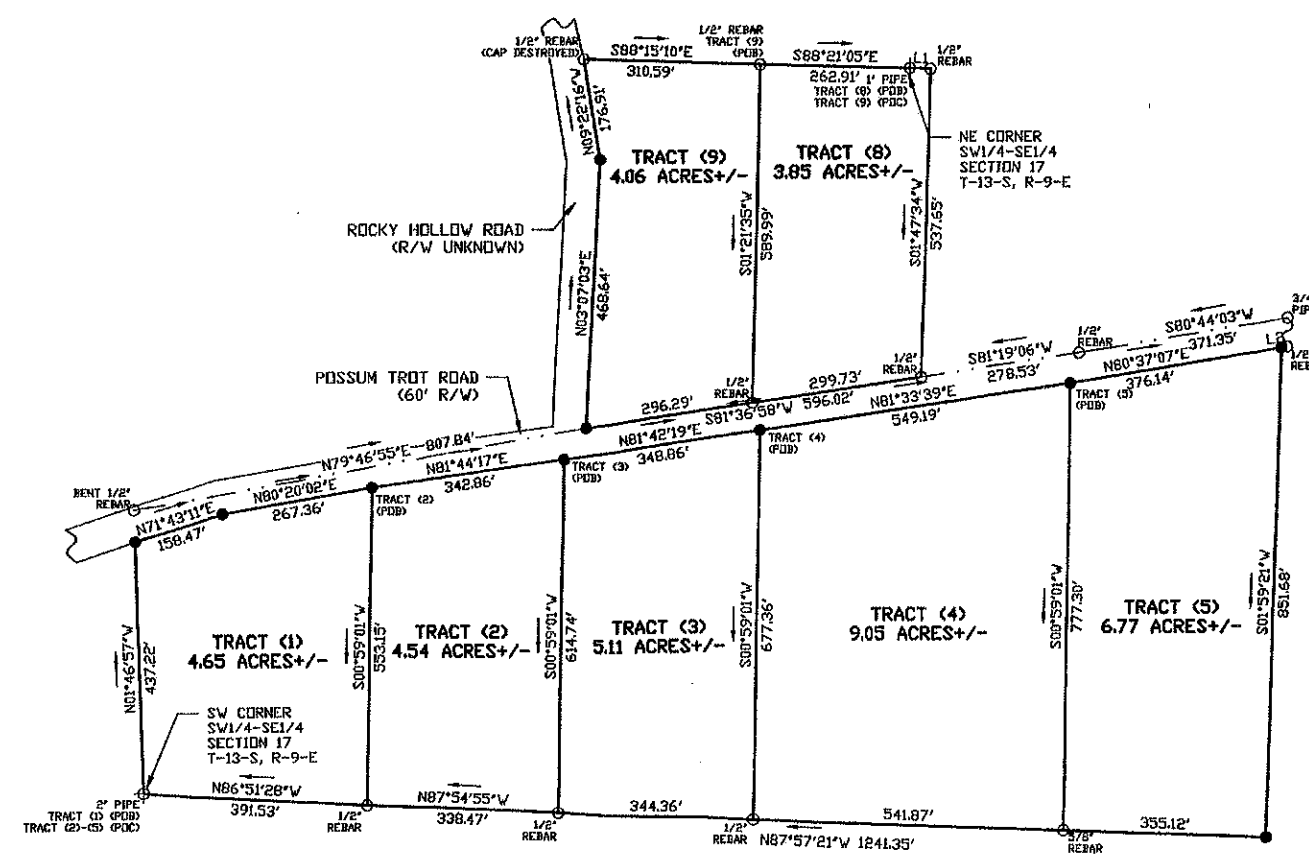 1/2" REBAR
(CAP DESTROYED)
S88°15'10"E
310.59'
1/2" REBAR
TRACT (9)
(POB)
S88°21'05"E
262.91'
L1
1/2"
REBAR
1" PIPE
TRACT (8) (POB)
TRACT (9) (POC)
NE CORNER
SW1/4-SE1/4
SECTION 17
T-13-S, R-9-E
N09°22'16"W
176.91'
TRACT (9)
4.06 ACRES+/-
TRACT (8)
3.85 ACRES+/-
ROCKY HOLLOW ROAD
(R/W UNKNOWN)
N03°07'03"E
468.64'
S01°21'35"W
589.99'
S01°47'34"W
537.65'
POSSUM TROT ROAD
(60' R/W)
S80°44'03"W
371.35'
3/4"
PIP
L2
1/2"
REB
1/2"
REBAR
S81°19'06"W
278.53'
N80°37'07"E
376.14'
1/2"
REBAR
299.73'
1/2"
REBAR
296.29'
S81°36'58"W
596.02'
N81°33'39"E
549.19'
TRACT (5)
(POB)
N79°46'55"E 807.84'
N81°42'19"E
348.86'
TRACT (4)
(POB)
N81°44'17"E
342.86'
TRACT (3)
(POB)
BENT 1/2"
REBAR
N80°20'02"E
267.36'
TRACT (2)
(POB)
N71°43'11"E
158.47'
N01°46'57"W
437.22'
TRACT (1)
4.65 ACRES+/-
S00°59'01"W
553.15'
TRACT (2)
4.54 ACRES+/-
S00°59'01"W
614.74'
TRACT (3)
5.11 ACRES+/-
S00°59'01"W
677.36'
TRACT (4)
9.05 ACRES+/-
S00°59'01"W
777.30'
TRACT (5)
6.77 ACRES+/-
S01°59'21"W
851.68'
SW CORNER
SW1/4-SE1/4
SECTION 17
T-13-S, R-9-E
2" PIPE
TRACT (1) (POB)
TRACT (2)-(5) (POC)
N86°51'28"W
391.53'
1/2"
REBAR
N87°54'55"W
338.47'
1/2"
REBAR
344.36'
1/2"
REBAR
N87°57'21"W 1241.35'
541.87'
5/8"
REBAR
355.12'